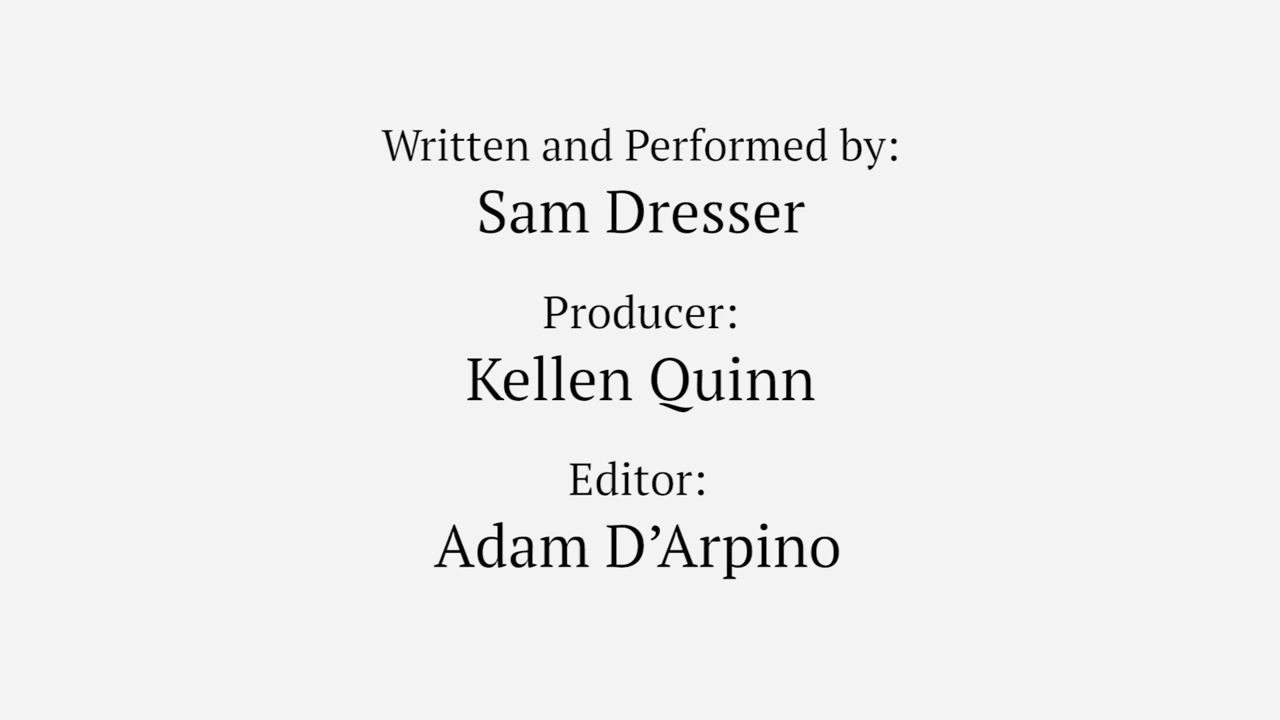 Written and Performed by:
Sam Dresser
Producer:
Kellen Quinn
Editor:
Adam D’Arpino